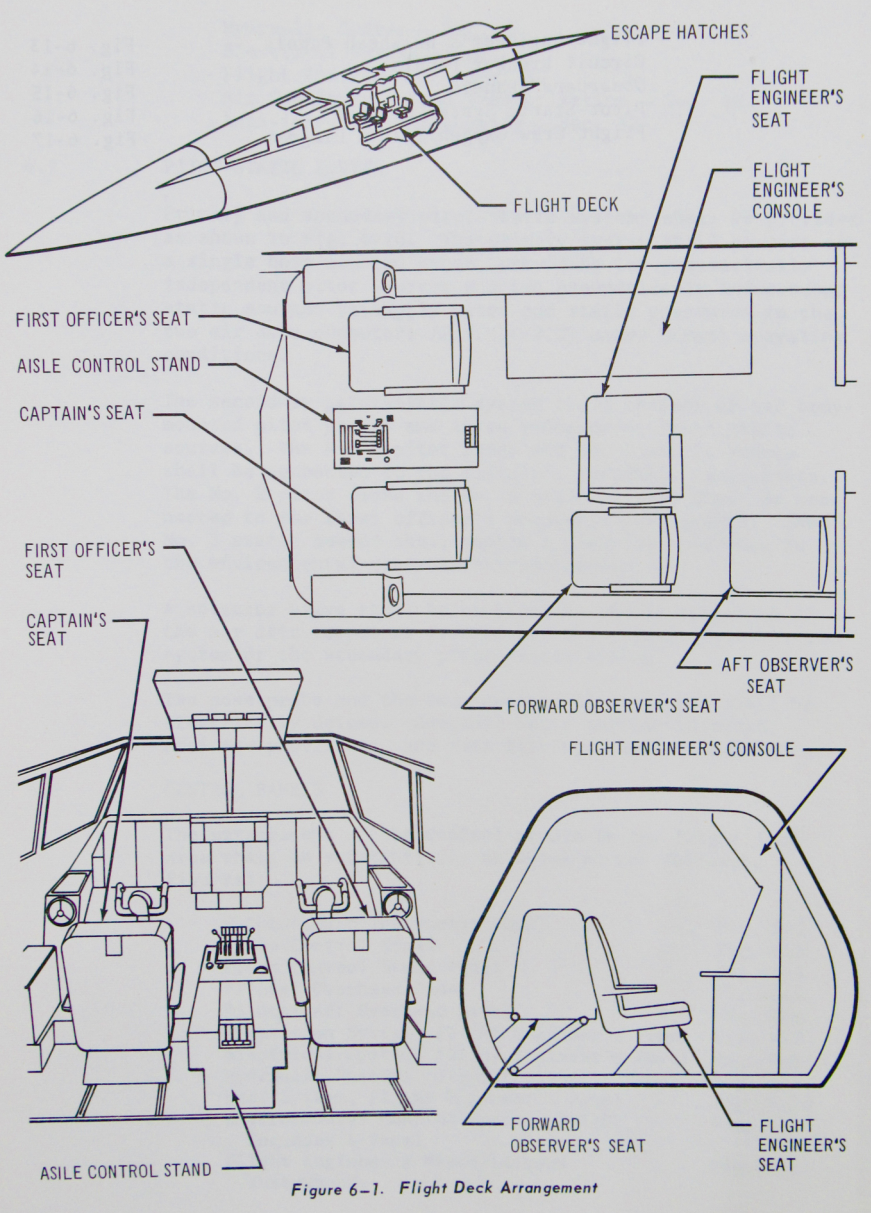 ESCAPE HATCHES
FLIGHT
ENGINEER'S
SEAT
FLIGHT
ENGINEER'S
CONSOLE
FLIGHT DECK
FIRST OFFICER'S SEAT
AISLE CONTROL STAND
CAPTAIN'S SEAT
FIRST OFFICER'S
SEAT
CAPTAIN'S
SEAT
AFT OBSERVER'S
SEAT
FORWARD OBSERVER'S SEAT
FLIGHT ENGINEER'S CONSOLE
FORWARD
OBSERVER'S SEAT
FLIGHT
ENGINEER'S
SEAT
ASILE CONTROL STAND
Figure 6-1. Flight Deck Arrangement